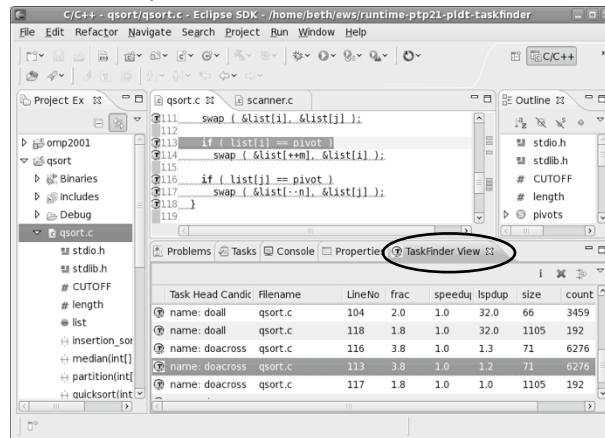 C/C++ - qsort/qsort.c - Eclipse SDK - /home/beth/ews/runtime-ptp21-pldt-taskfinder
File Edit Refactor Navigate Search Project Run Window Help
C/C++
Project Ex
qsort.c
scanner.c
Outline
omp2001
qsort
Binaries
Includes
Debug
qsort.c
stdio.h
stdlib.h
CUTOFF
length
list
insertion_sor
median(int[]
partition(int[
quicksort(int
111 swap ( &list[i], &list[j] );
112
113 if ( list[i] == pivot )
114 swap ( &list[++m], &list[i] );
115
116 if ( list[j] == pivot )
117 swap ( &list[--n], &list[j] );
118 }
119
stdio.h
stdlib.h
# CUTOFF
# length
pivots
Problems Tasks Console Propertie TaskFinder View
Task Head Candic Filename LineNo frac speedup lspdup size count
name: doall qsort.c 104 2.0 1.0 32.0 66 3459
name: doall qsort.c 118 1.8 1.0 32.0 1105 192
name: doacross qsort.c 116 3.8 1.0 1.3 71 6276
name: doacross qsort.c 113 3.8 1.0 1.2 71 6276
name: doacross qsort.c 117 1.8 1.0 1.0 1105 192